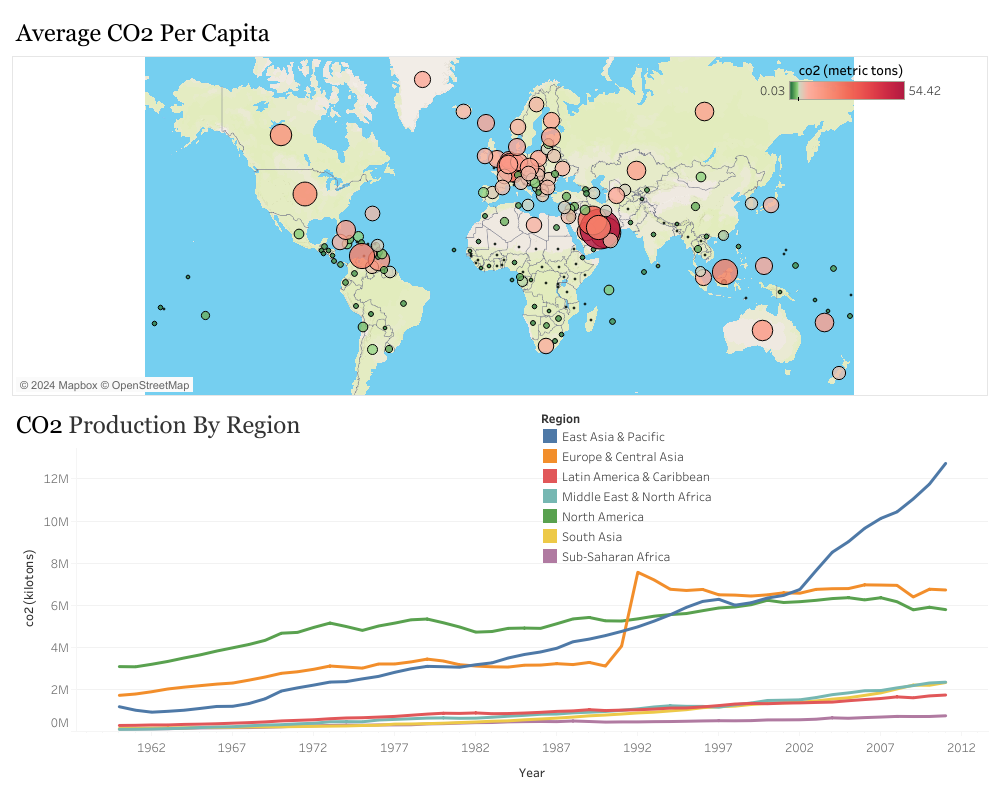 Average CO2 Per Capita
co2 (metric tons)
0.03 54.42
© 2024 Mapbox © OpenStreetMap
CO2 Production By Region
Region
East Asia & Pacific
Europe & Central Asia
Latin America & Caribbean
Middle East & North Africa
North America
South Asia
Sub-Saharan Africa
12M
10M
8M
6M
4M
2M
0M
co2 (kilotons)
1962 1967 1972 1977 1982 1987 1992 1997 2002 2007 2012
Year